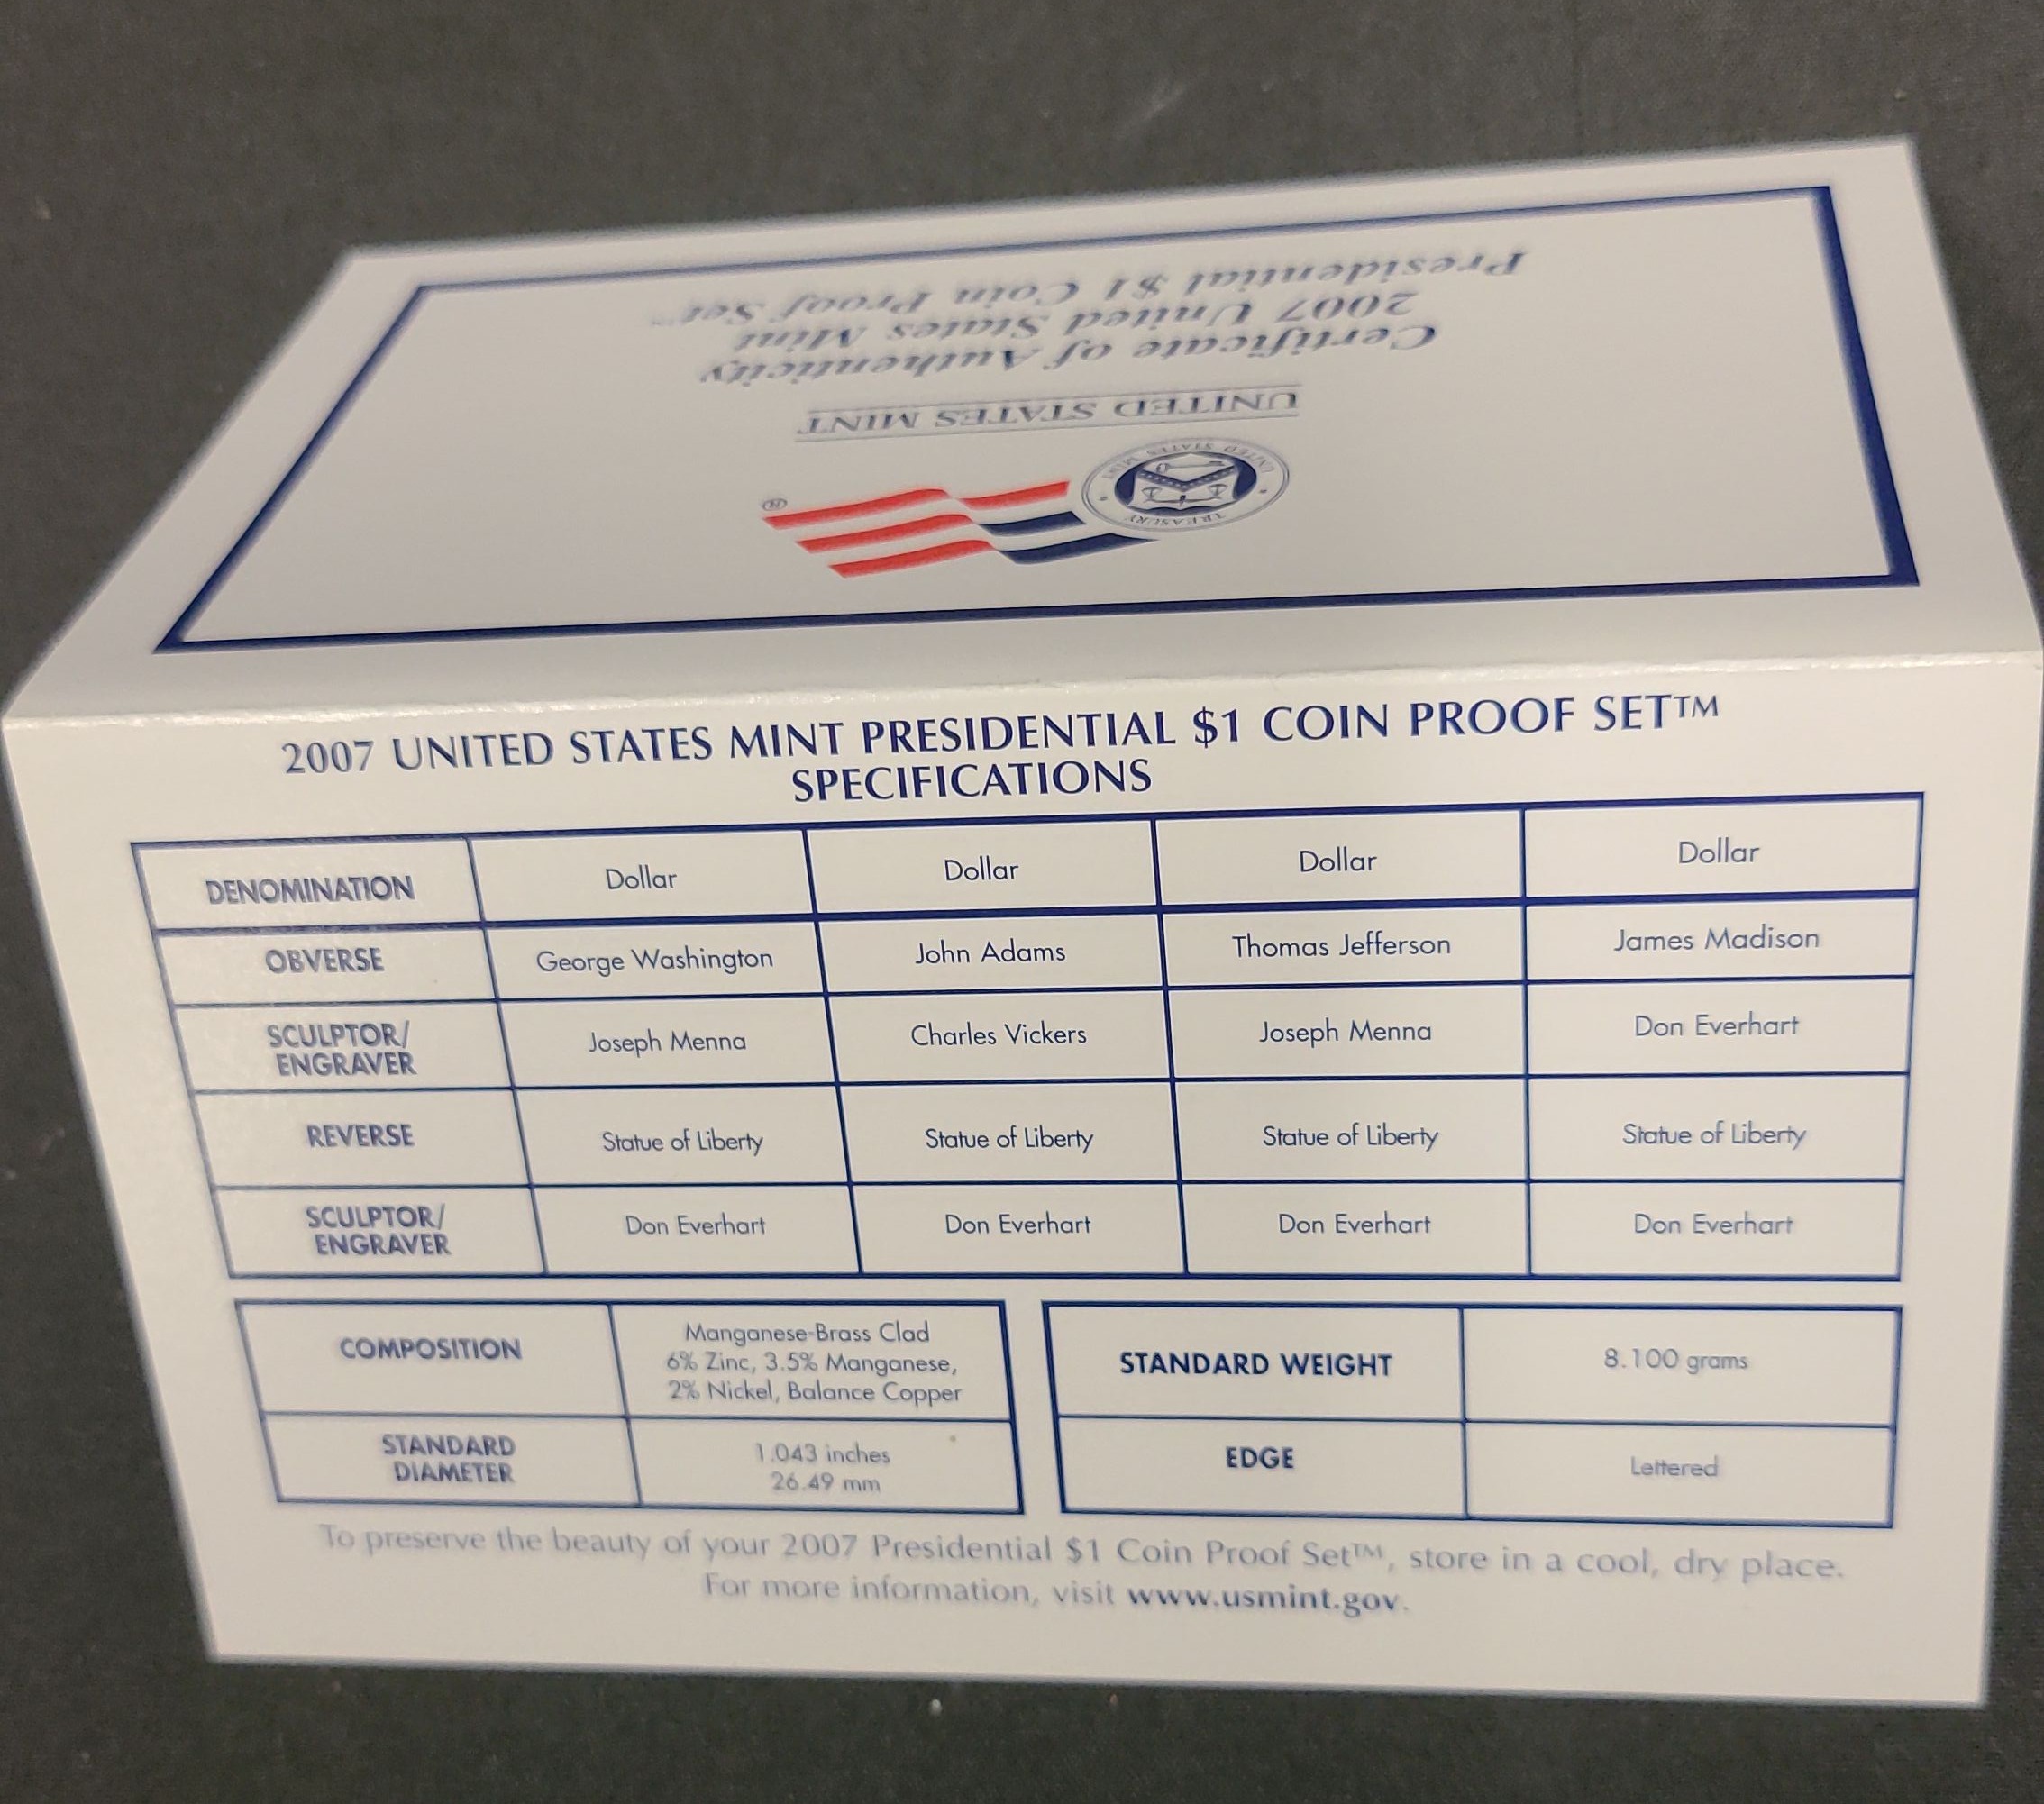 Certificate of Authenticity
2007 United States Mint
Presidential $1 Coin Proof Set™
UNITED STATES MINT
TREASURY
UNITED STATES MINT
®
2007 UNITED STATES MINT PRESIDENTIAL $1 COIN PROOF SET™
SPECIFICATIONS
DENOMINATION Dollar Dollar Dollar Dollar
OBVERSE George Washington John Adams Thomas Jefferson James Madison
SCULPTOR/
ENGRAVER Joseph Menna Charles Vickers Joseph Menna Don Everhart
REVERSE Statue of Liberty Statue of Liberty Statue of Liberty Statue of Liberty
SCULPTOR/
ENGRAVER Don Everhart Don Everhart Don Everhart Don Everhart
COMPOSITION
Manganese-Brass Clad
6% Zinc, 3.5% Manganese,
2% Nickel, Balance Copper
STANDARD
DIAMETER
1.043 inches
26.49 mm
STANDARD WEIGHT 8.100 grams
EDGE Lettered
To preserve the beauty of your 2007 Presidential $1 Coin Proof Set™, store in a cool, dry place.
For more information, visit www.usmint.gov.